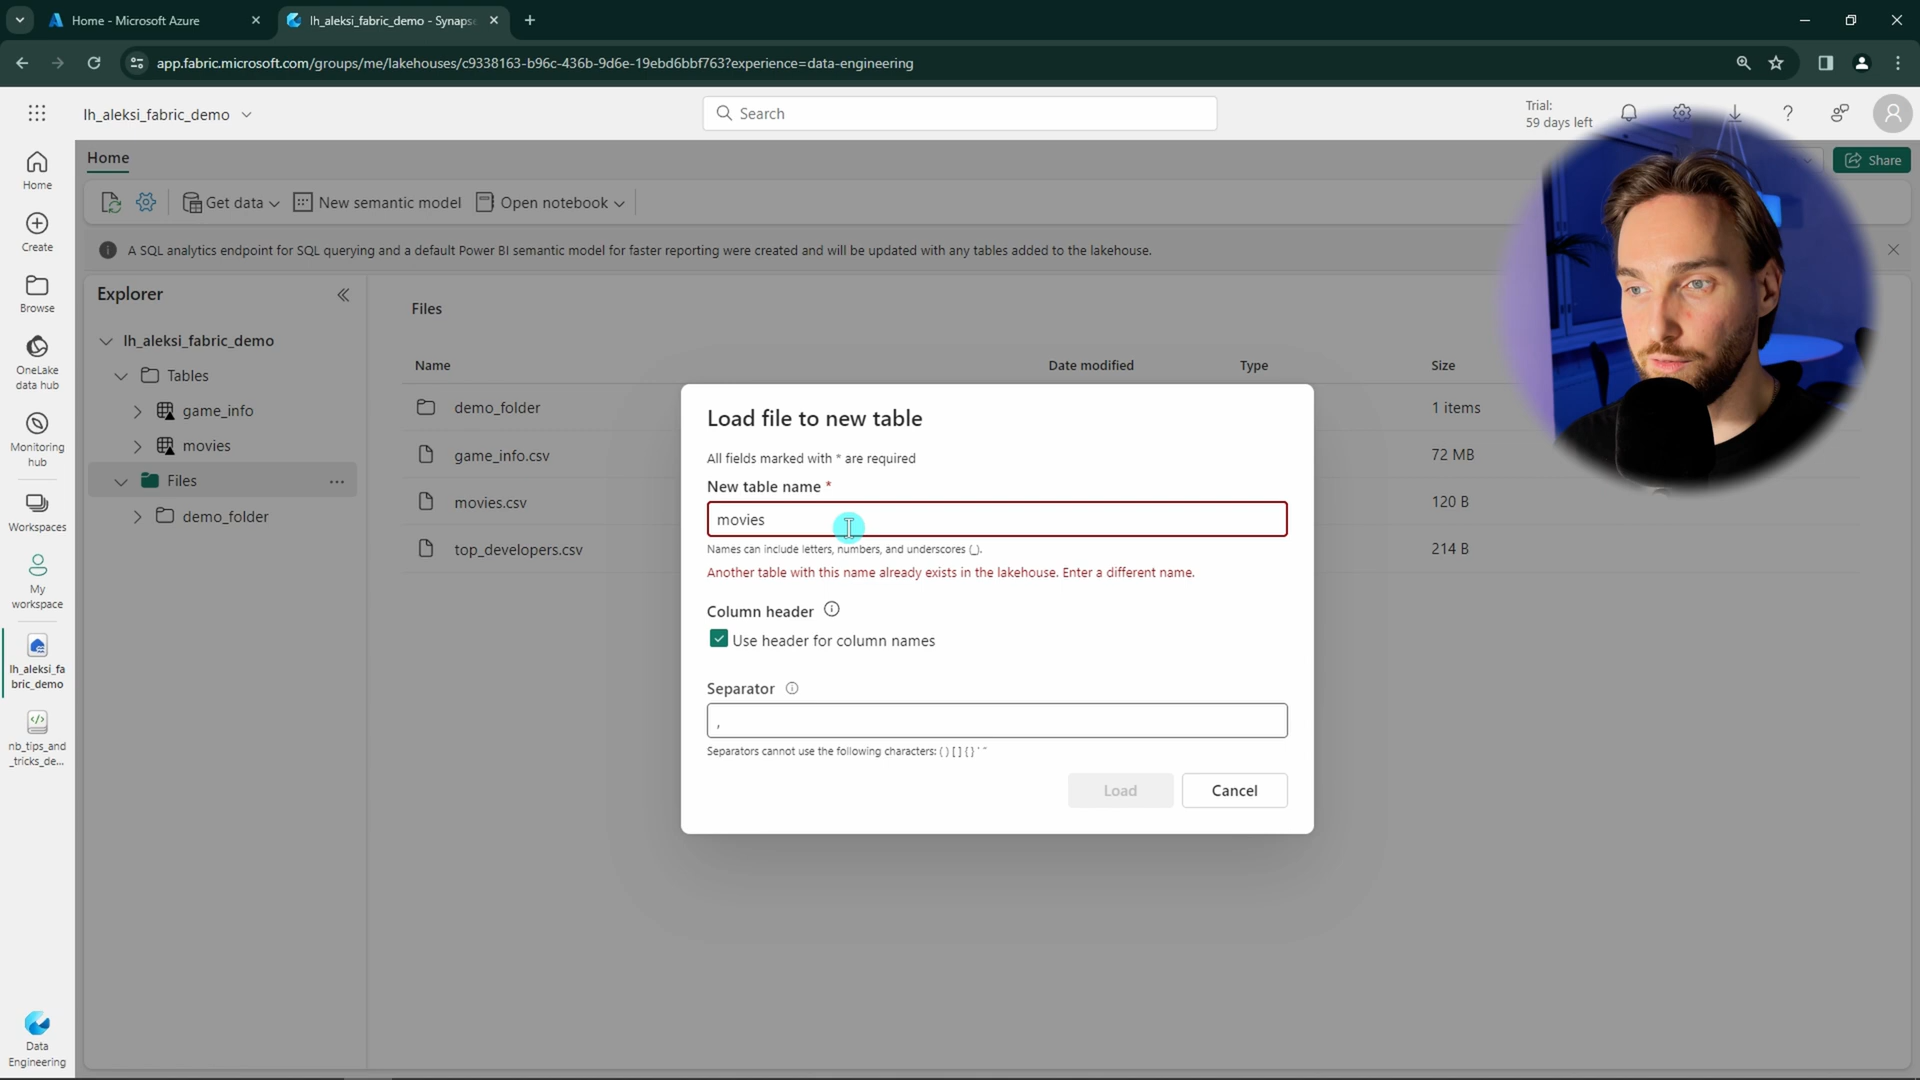 Home - Microsoft Azure
lh_aleksi_fabric_demo - Synapse
app.fabric.microsoft.com/groups/me/lakehouses/c9338163-b96c-436b-9d6e-19ebd6bbf763?experience=data-engineering
lh_aleksi_fabric_demo
Search
Trial:
59 days left
Home
Create
Browse
OneLake
data hub
Monitoring
hub
Workspaces
My
workspace
lh_aleksi_fa
bric_demo
nb_tips_and
_tricks_de...
Data
Engineering
Home
Share
Get data
New semantic model
Open notebook
A SQL analytics endpoint for SQL querying and a default Power BI semantic model for faster reporting were created and will be updated with any tables added to the lakehouse.
Explorer
lh_aleksi_fabric_demo
Tables
game_info
movies
Files
demo_folder
Files
Name
Date modified
Type
Size
demo_folder
1 items
game_info.csv
72 MB
movies.csv
120 B
top_developers.csv
214 B
Load file to new table
All fields marked with * are required
New table name *
movies
Names can include letters, numbers, and underscores (_).
Another table with this name already exists in the lakehouse. Enter a different name.
Column header
Use header for column names
Separator
,
Separators cannot use the following characters: ( ) [ ] { } ' "
Load
Cancel